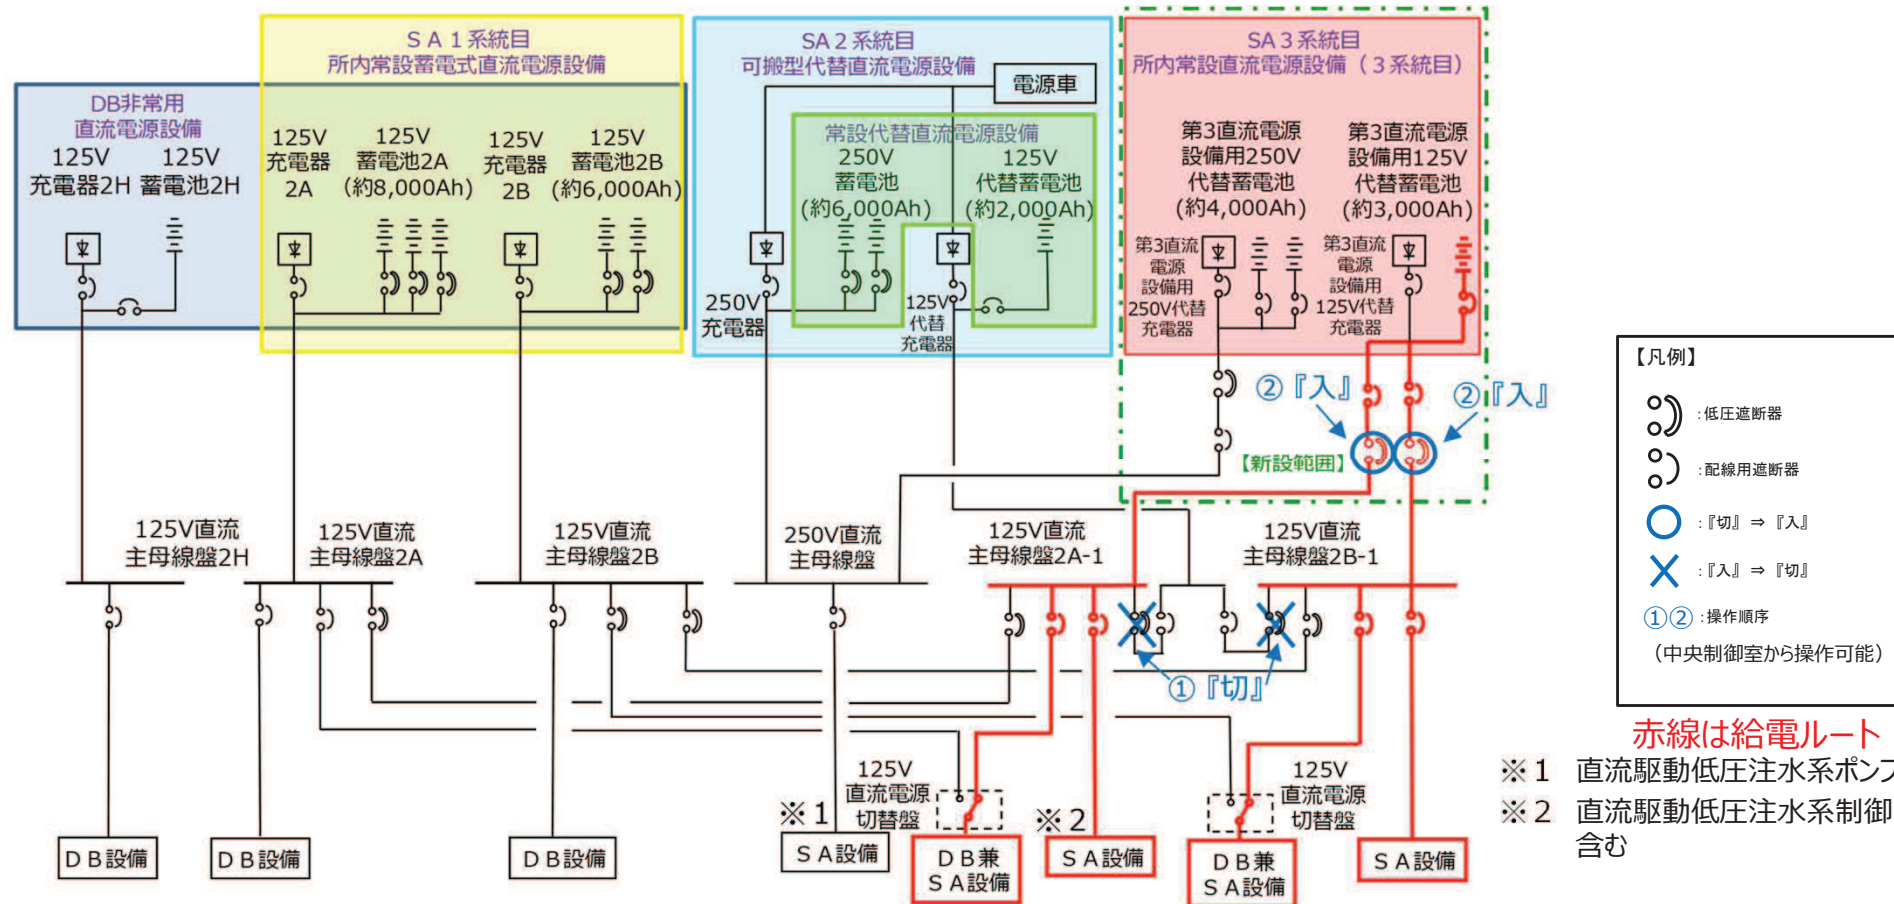 SA1系統目
所内常設蓄電式直流電源設備
DB非常用
直流電源設備
125V
充電器2H
125V
蓄電池2H
125V
充電器
2A
125V
蓄電池2A
(約8,000Ah)
125V
充電器
2B
125V
蓄電池2B
(約6,000Ah)
SA2系統目
可搬型代替直流電源設備
電源車
常設代替直流電源設備
250V
蓄電池
(約6,000Ah)
125V
代替蓄電池
(約2,000Ah)
250V
充電器
125V
代替
充電器
SA3系統目
所内常設直流電源設備（3系統目）
第3直流電源
設備用250V
代替蓄電池
(約4,000Ah)
第3直流電源
設備用125V
代替蓄電池
(約3,000Ah)
第3直流
電源
設備用
250V代替
充電器
第3直流
電源
設備用
125V代替
充電器
②『入』
②『入』
【新設範囲】
125V直流
主母線盤2H
125V直流
主母線盤2A
125V直流
主母線盤2B
250V直流
主母線盤
125V直流
主母線盤2A-1
125V直流
主母線盤2B-1
①『切』
125V
直流電源
切替盤
125V
直流電源
切替盤
※1
※2
DB設備
DB設備
DB設備
SA設備
DB兼
SA設備
SA設備
DB兼
SA設備
SA設備
【凡例】
:低圧遮断器
:配線用遮断器
:『切』⇒『入』
:『入』⇒『切』
①②:操作順序
（中央制御室から操作可能）
赤線は給電ルート
※1 直流駆動低圧注水系ポンプ
※2 直流駆動低圧注水系制御
含む